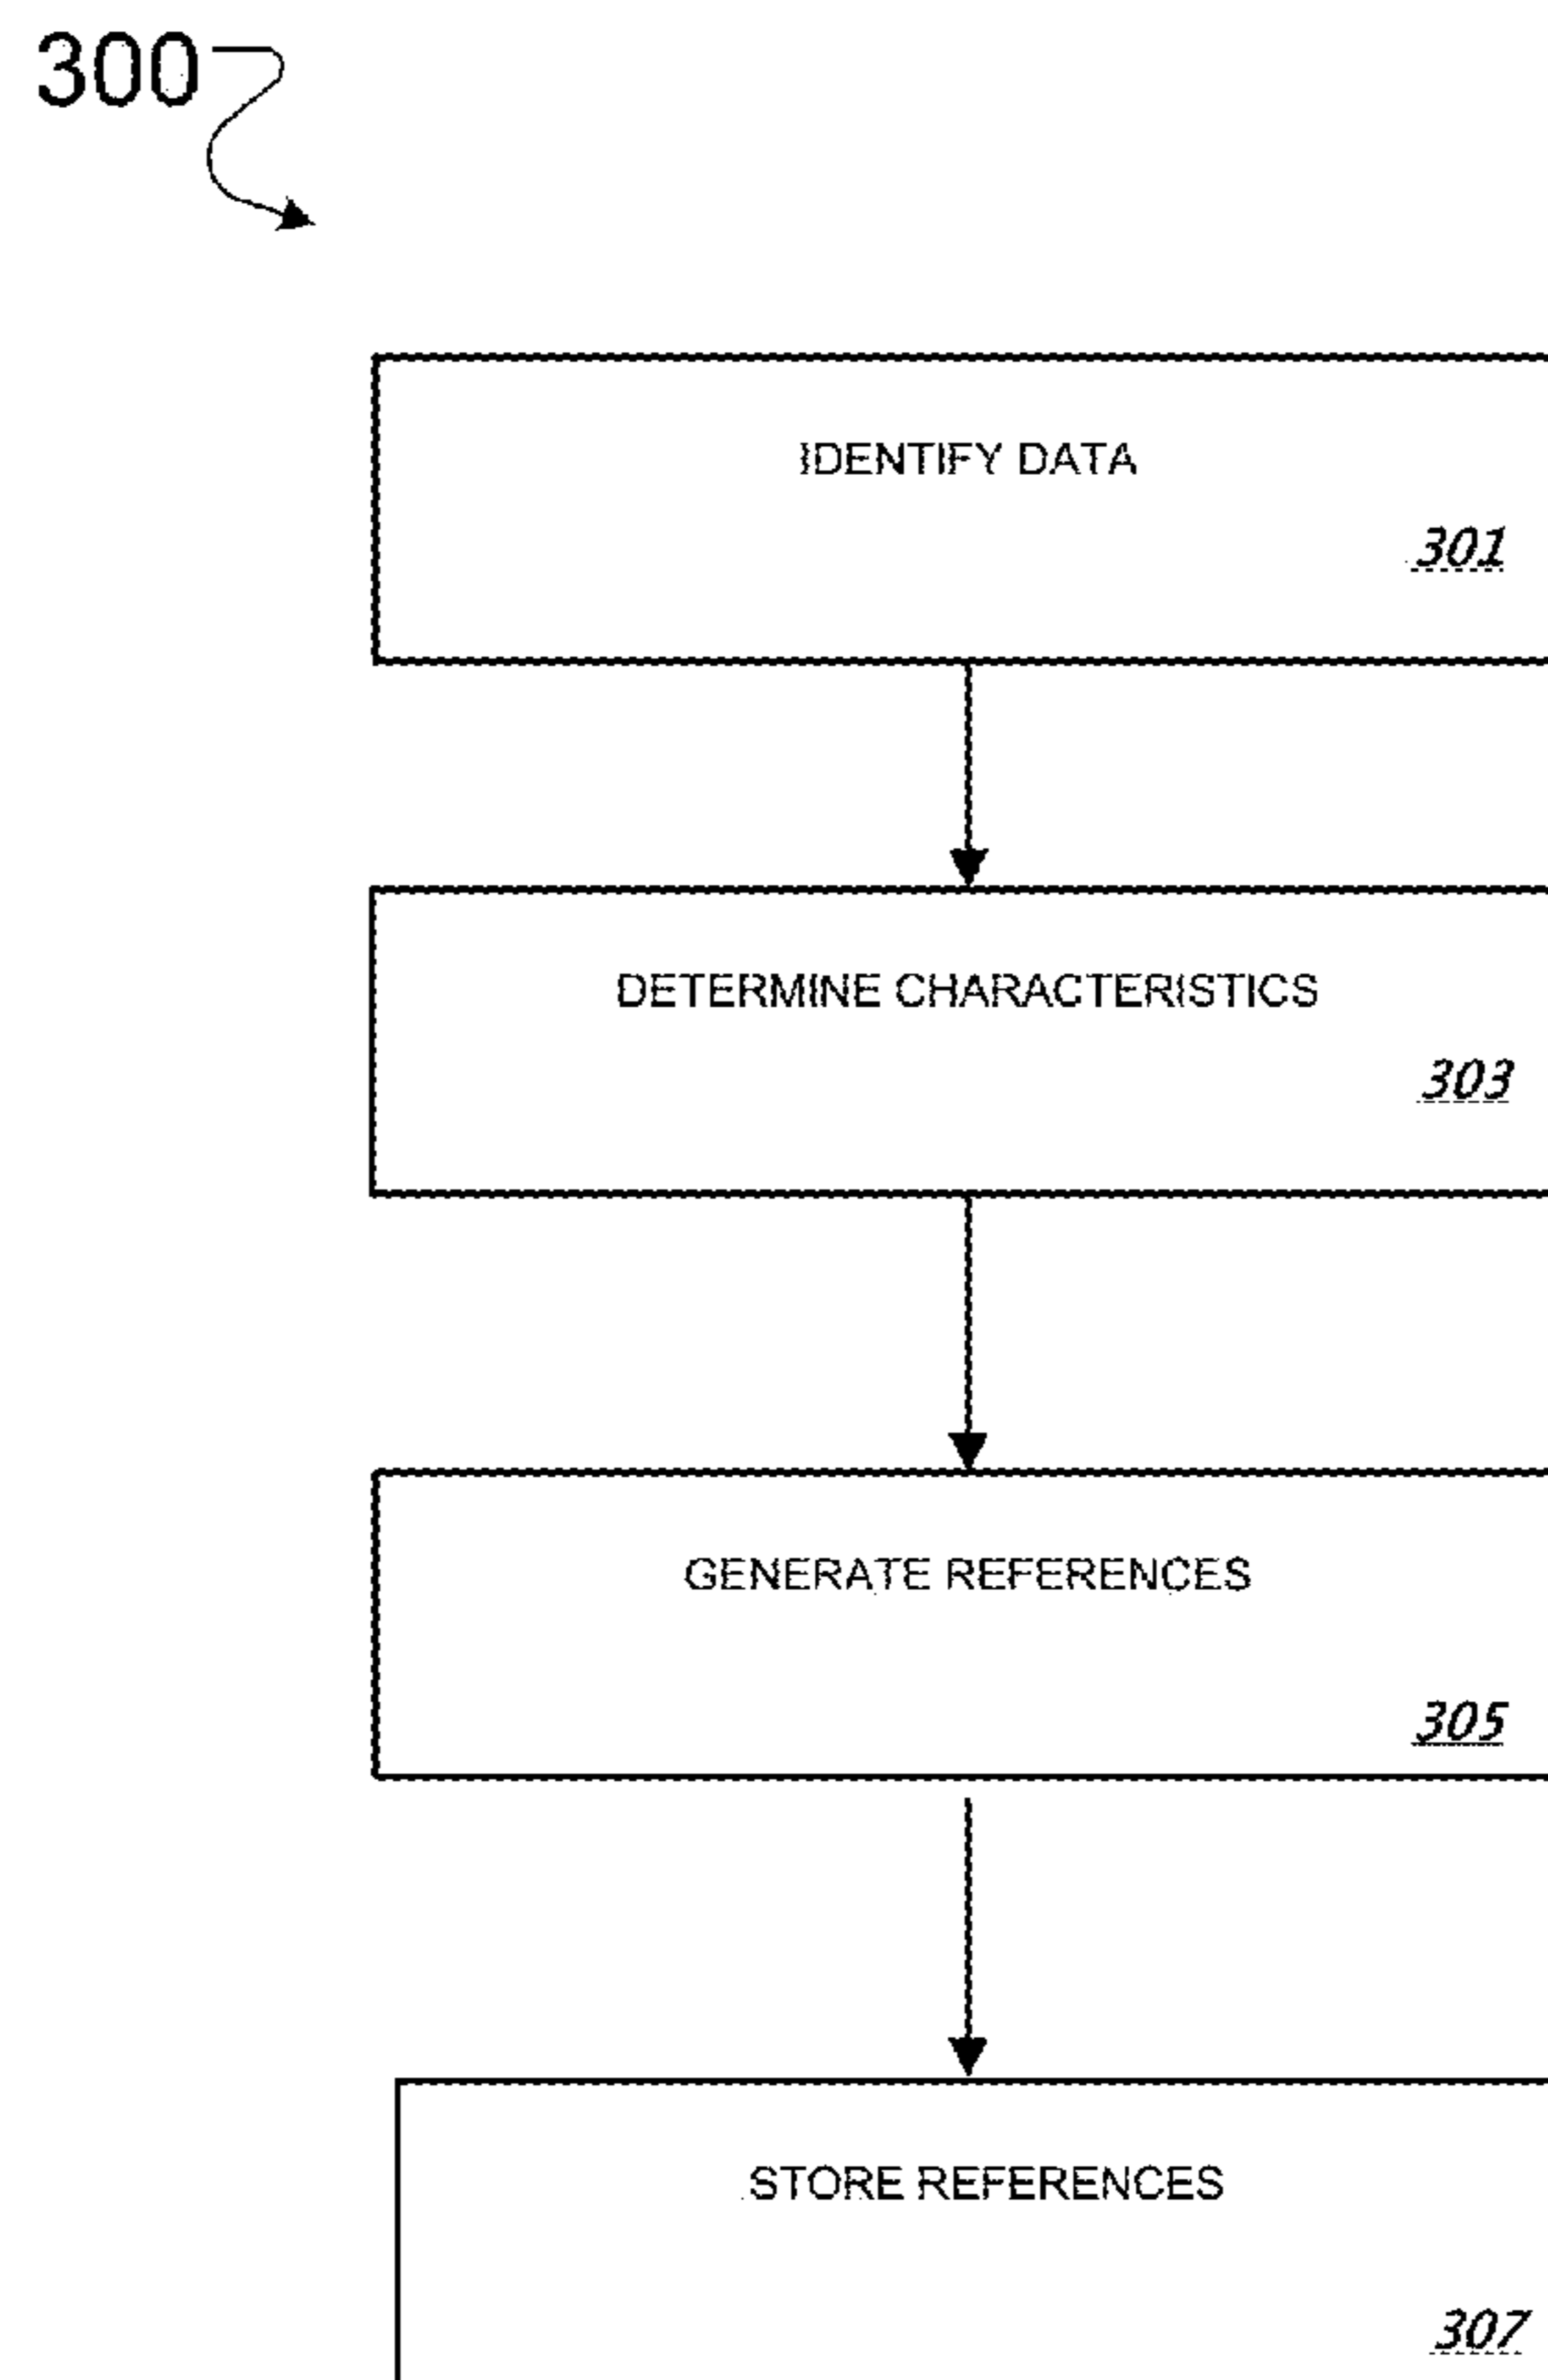 300
IDENTIFY DATA
301
DETERMINE CHARACTERISTICS
303
GENERATE REFERENCES
305
STORE REFERENCES
307